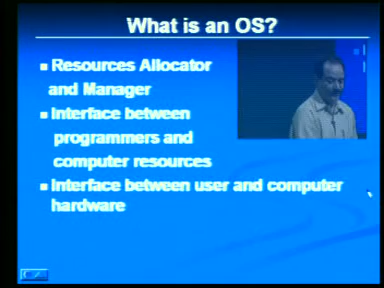 What is an OS?
Resources Allocator
and Manager
Interface between
programmers and
computer resources
Interface between user and computer
hardware